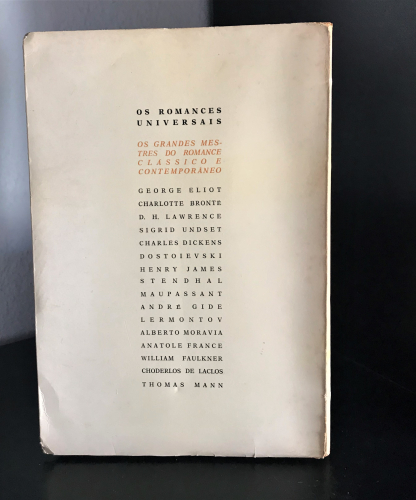 OS ROMANCES
UNIVERSAIS
OS GRANDES MES-
TRES DO ROMANCE
CLÁSSICO E
CONTEMPORÂNEO
GEORGE ELIOT
CHARLOTTE BRONTË
D. H. LAWRENCE
SIGRID UNDSET
CHARLES DICKENS
DOSTOIEVSKI
HENRY JAMES
STENDHAL
MAUPASSANT
ANDRÉ GIDE
LERMONTOV
ALBERTO MORAVIA
ANATOLE FRANCE
WILLIAM FAULKNER
CHODERLOS DE LACLOS
THOMAS MANN